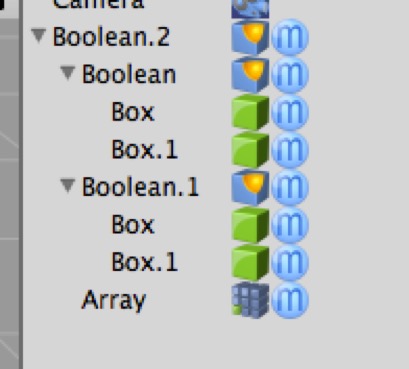 Camera
Boolean.2 m
Boolean m
Box m
Box.1 m
Boolean.1 m
Box m
Box.1 m
Array m